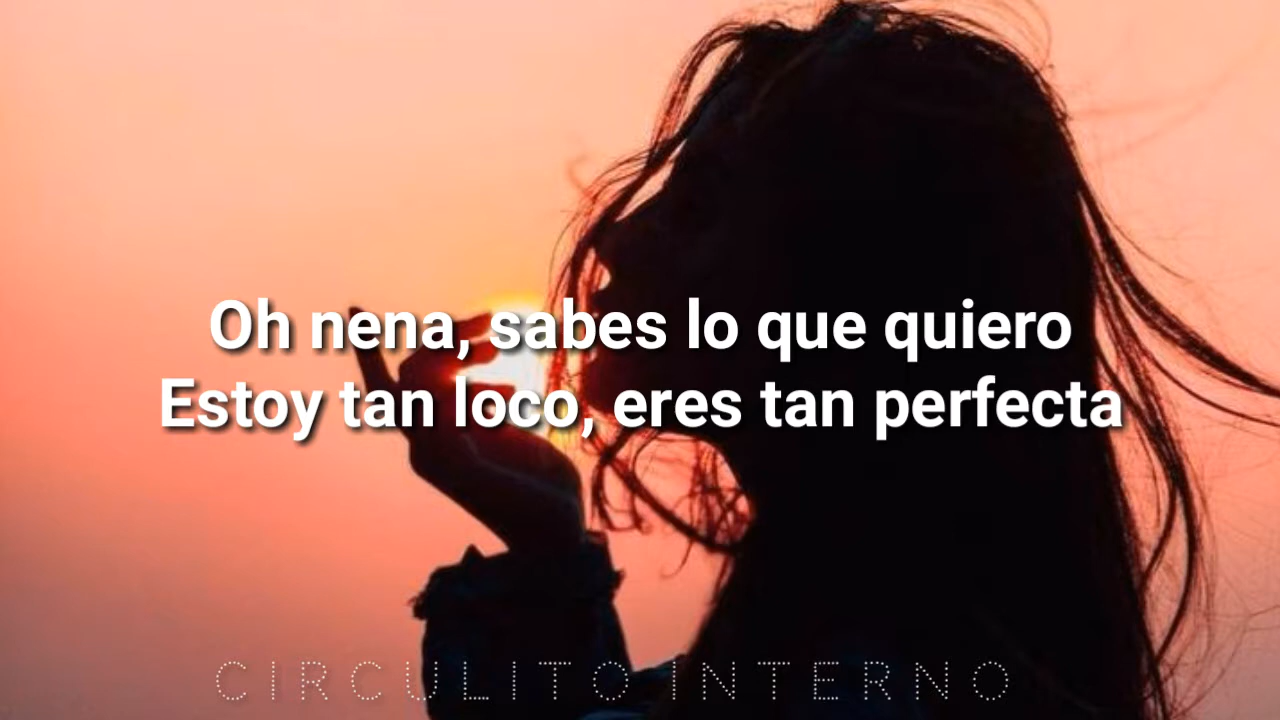 Oh nena, sabes lo que quiero
Estoy tan loco, eres tan perfecta
CIRCULITO INTERNO